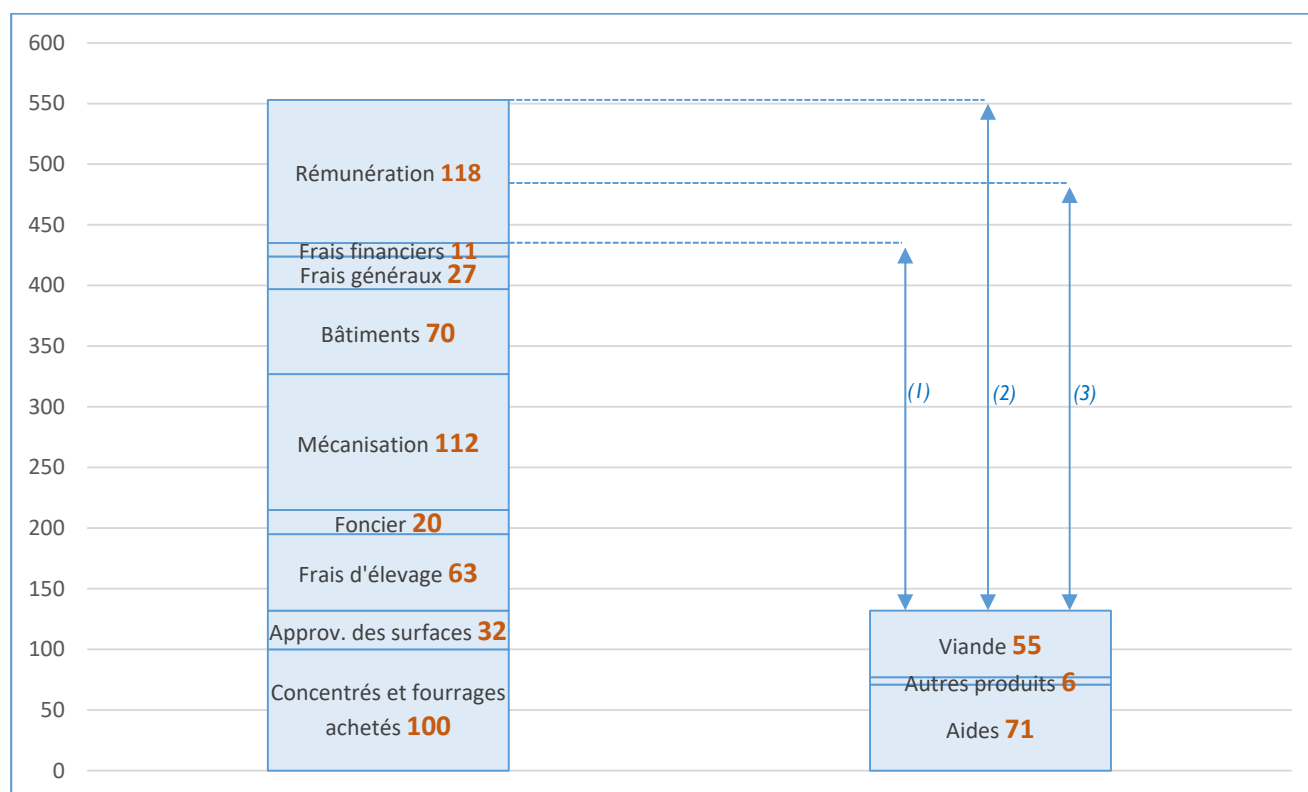 600
550
500
450
400
350
300
250
200
150
100
50
0
Rémunération 118
Frais financiers 11
Frais généraux 27
Bâtiments 70
Mécanisation 112
Foncier 20
Frais d'élevage 63
Approv. des surfaces 32
Concentrés et fourrages
achetés 100
(1)
(2)
(3)
Viande 55
Autres produits 6
Aides 71